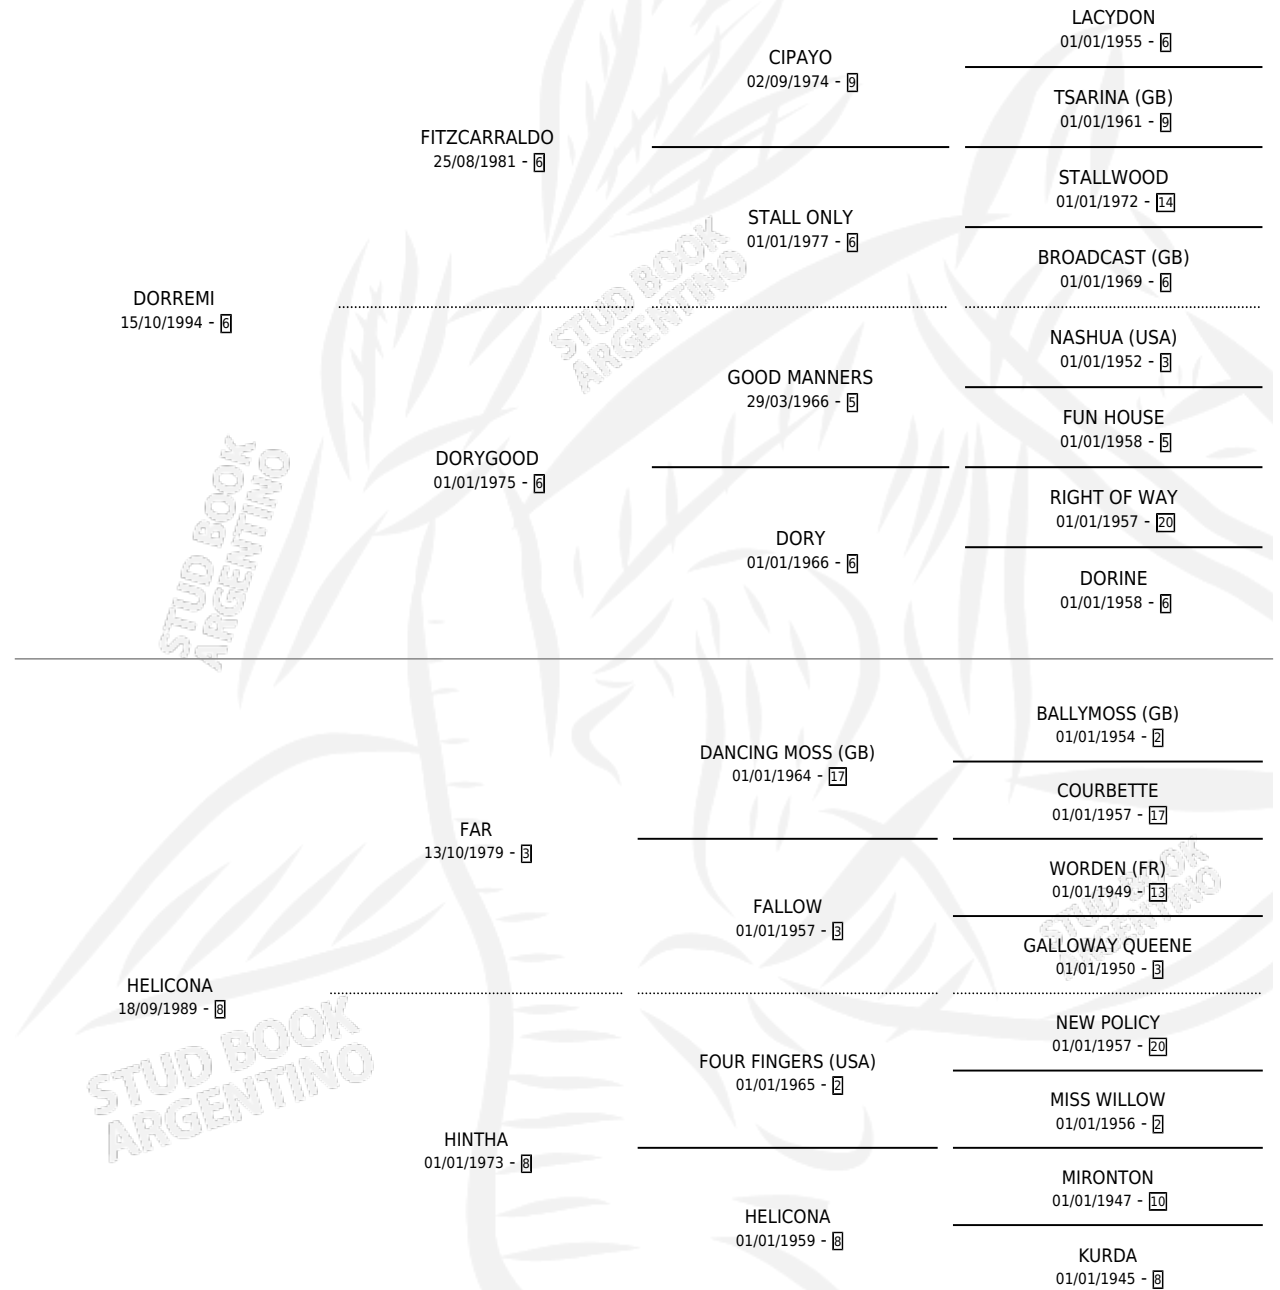 LACYDON
01/01/1955 - 6
CIPAYO
02/09/1974 - 9
TSARINA (GB)
01/01/1961 - 9
FITZCARRALDO
25/08/1981 - 6
STALLWOOD
01/01/1972 - 14
STALL ONLY
01/01/1977 - 6
BROADCAST (GB)
01/01/1969 - 6
DORREMI
15/10/1994 - 6
NASHUA (USA)
01/01/1952 - 3
GOOD MANNERS
29/03/1966 - 5
FUN HOUSE
01/01/1958 - 5
DORYGOOD
01/01/1975 - 6
RIGHT OF WAY
01/01/1957 - 20
DORY
01/01/1966 - 6
DORINE
01/01/1958 - 6
BALLYMOSS (GB)
01/01/1954 - 2
DANCING MOSS (GB)
01/01/1964 - 17
COURBETTE
01/01/1957 - 17
FAR
13/10/1979 - 3
WORDEN (FR)
01/01/1949 - 13
FALLOW
01/01/1957 - 3
GALLOWAY QUEENE
01/01/1950 - 3
HELICONA
18/09/1989 - 8
NEW POLICY
01/01/1957 - 20
FOUR FINGERS (USA)
01/01/1965 - 2
MISS WILLOW
01/01/1956 - 2
HINTHA
01/01/1973 - 8
MIRONTON
01/01/1947 - 10
HELICONA
01/01/1959 - 8
KURDA
01/01/1945 - 8
STUD BOOK
ARGENTINO
STUD BOOK
ARGENTINO
STUD BOOK
ARGENTINO
STUD BOOK
ARGENTINO